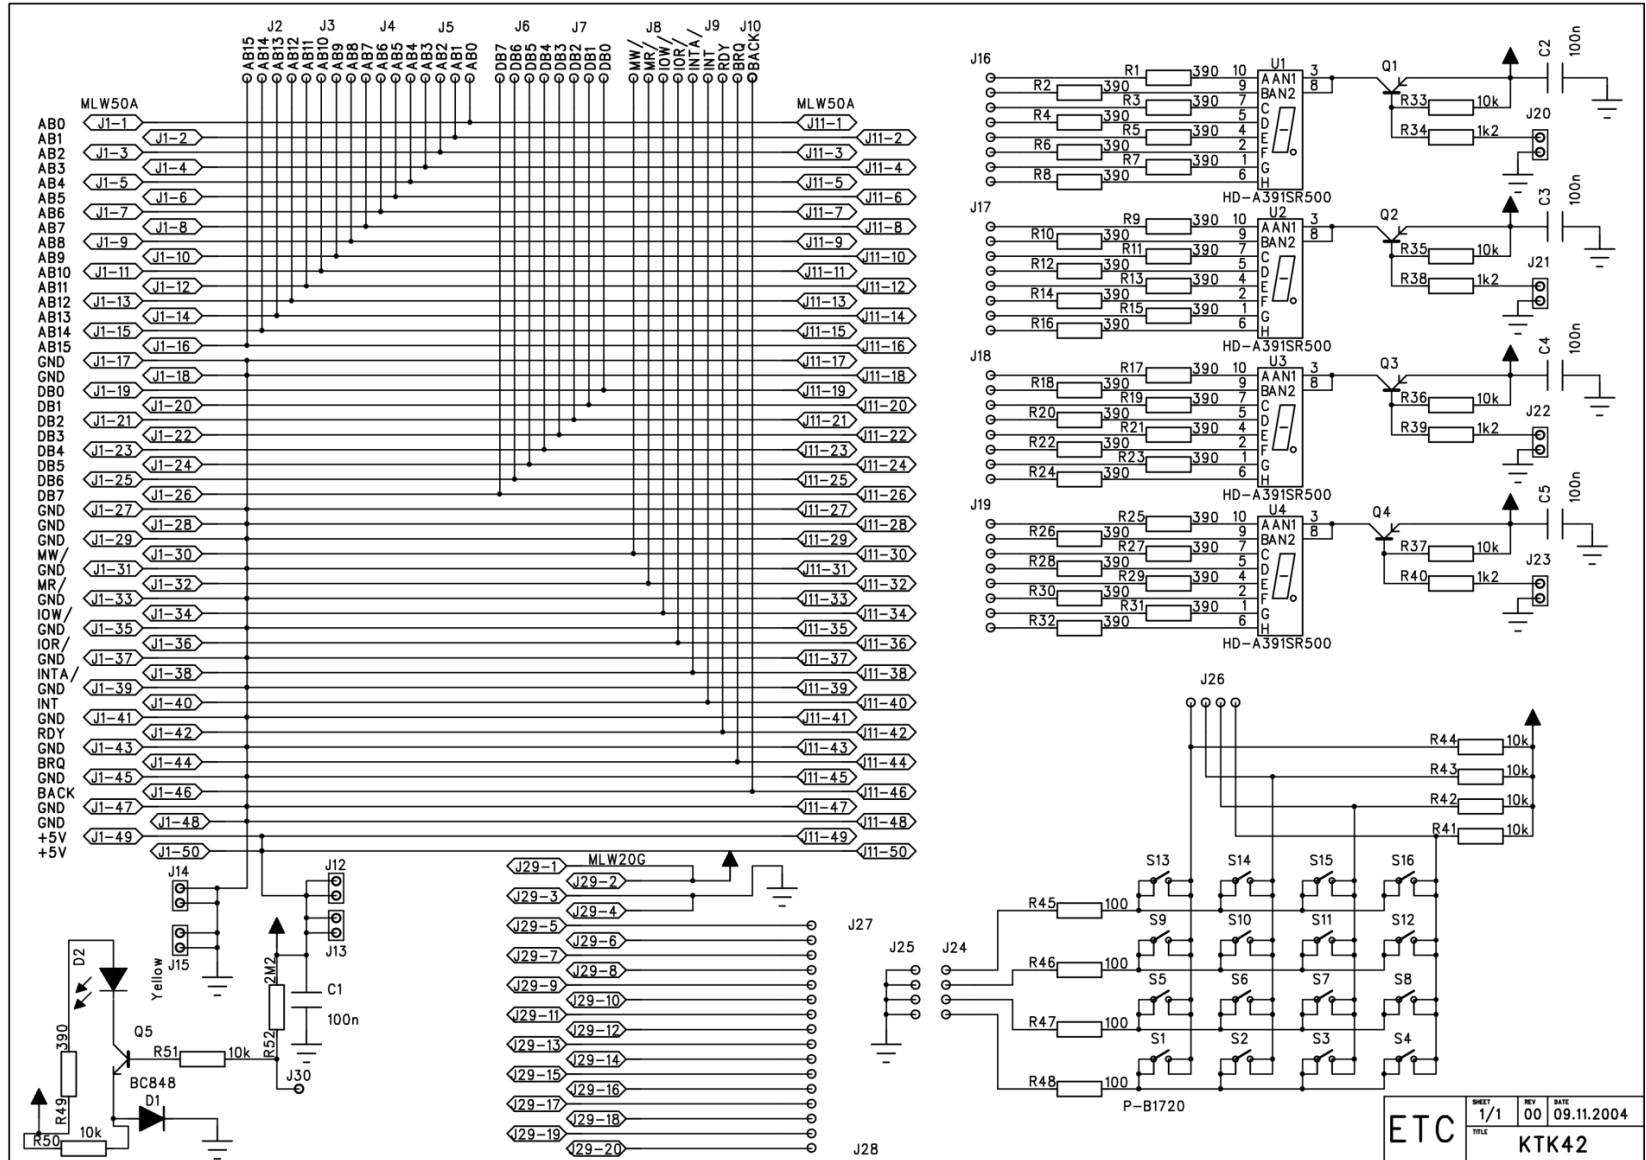 J2 J3 J4 J5 J6 J7 J8 J9 J10
AB15 AB14 AB13 AB12 AB11 AB10 AB9 AB8 AB7 AB6 AB5 AB4 AB3 AB2 AB1 AB0 DB7 DB6 DB5 DB4 DB3 DB2 DB1 DB0 MW/ MR/ IOW/ IOR/ INTA/ INT RDY BRQ BACK
MLW50A MLW50A
AB0 J1-1 J11-1
AB1 J1-2 J11-2
AB2 J1-3 J11-3
AB3 J1-4 J11-4
AB4 J1-5 J11-5
AB5 J1-6 J11-6
AB6 J1-7 J11-7
AB7 J1-8 J11-8
AB8 J1-9 J11-9
AB9 J1-10 J11-10
AB10 J1-11 J11-11
AB11 J1-12 J11-12
AB12 J1-13 J11-13
AB13 J1-14 J11-14
AB14 J1-15 J11-15
AB15 J1-16 J11-16
GND J1-17 J11-17
GND J1-18 J11-18
DB0 J1-19 J11-19
DB1 J1-20 J11-20
DB2 J1-21 J11-21
DB3 J1-22 J11-22
DB4 J1-23 J11-23
DB5 J1-24 J11-24
DB6 J1-25 J11-25
DB7 J1-26 J11-26
GND J1-27 J11-27
GND J1-28 J11-28
GND J1-29 J11-29
MW/ J1-30 J11-30
GND J1-31 J11-31
MR/ J1-32 J11-32
GND J1-33 J11-33
IOW/ J1-34 J11-34
GND J1-35 J11-35
IOR/ J1-36 J11-36
GND J1-37 J11-37
INTA/ J1-38 J11-38
GND J1-39 J11-39
INT J1-40 J11-40
GND J1-41 J11-41
RDY J1-42 J11-42
GND J1-43 J11-43
BRQ J1-44 J11-44
GND J1-45 J11-45
BACK J1-46 J11-46
GND J1-47 J11-47
GND J1-48 J11-48
+5V J1-49 J11-49
+5V J1-50 J11-50
J14 J12
J15 J13
Yellow
D2
2M2
C1
100n
R52
390
Q5
R51 10k
J30
BC848
D1
R49
R50 10k
J29-1 MLW20G
J29-2
J29-3
J29-4
J29-5
J29-6
J29-7
J29-8
J29-9
J29-10
J29-11
J29-12
J29-13
J29-14
J29-15
J29-16
J29-17
J29-18
J29-19
J29-20
J27
J28
J16 U1 Q1 C2 100n
R1 390 10 A AN1 3
R2 390 9 B AN2 8
R3 390 7 C R33 10k
R4 390 5 D J20
R5 390 4 E R34 1k2
R6 390 2 F
R7 390 1 G
R8 390 6 H
HD-A391SR500
J17 U2 Q2 C3 100n
R9 390 10 A AN1 3
R10 390 9 B AN2 8
R11 390 7 C R35 10k
R12 390 5 D J21
R13 390 4 E R38 1k2
R14 390 2 F
R15 390 1 G
R16 390 6 H
HD-A391SR500
J18 U3 Q3 C4 100n
R17 390 10 A AN1 3
R18 390 9 B AN2 8
R19 390 7 C R36 10k
R20 390 5 D J22
R21 390 4 E R39 1k2
R22 390 2 F
R23 390 1 G
R24 390 6 H
HD-A391SR500
J19 U4 Q4 C5 100n
R25 390 10 A AN1 3
R26 390 9 B AN2 8
R27 390 7 C R37 10k
R28 390 5 D J23
R29 390 4 E R40 1k2
R30 390 2 F
R31 390 1 G
R32 390 6 H
HD-A391SR500
J26
R44 10k
R43 10k
R42 10k
R41 10k
S13 S14 S15 S16
R45 100
S9 S10 S11 S12
J25 J24
R46 100
S5 S6 S7 S8
R47 100
S1 S2 S3 S4
R48 100
P-B1720
ETC
SHEET 1/1
REV 00
DATE 09.11.2004
TITLE KTK42